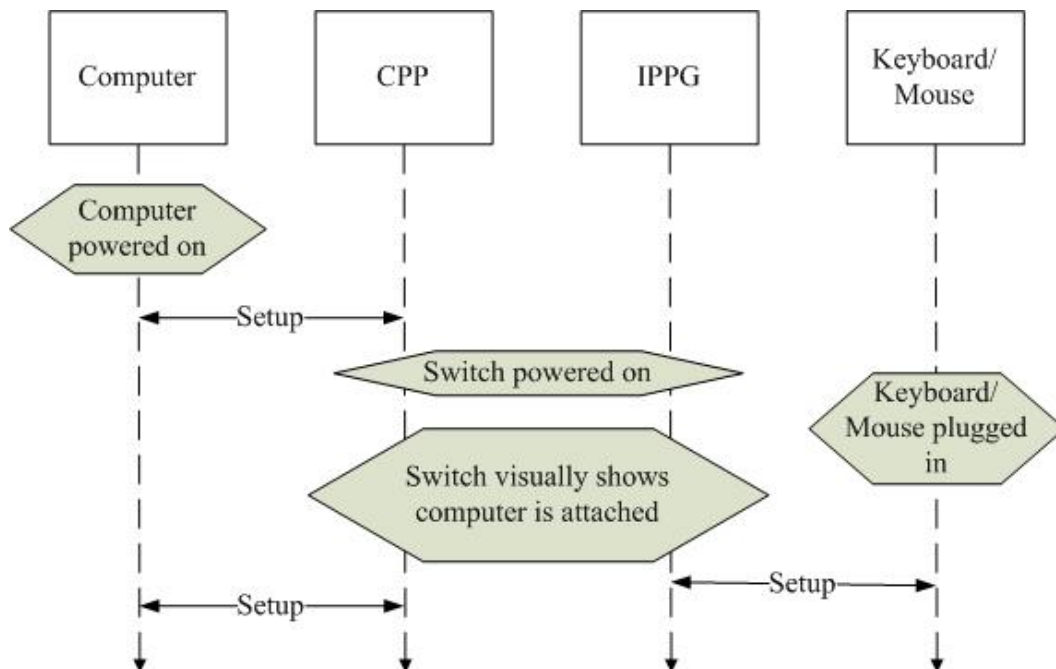 Computer
CPP
IPPG
Keyboard/
Mouse
Computer
powered on
Setup
Switch powered on
Keyboard/
Mouse plugged
in
Switch visually shows
computer is attached
Setup
Setup